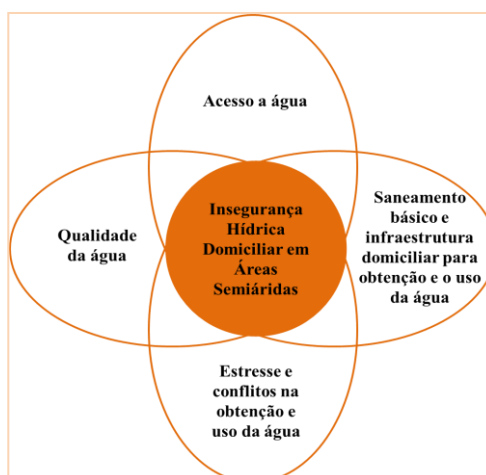 Acesso a água
Qualidade
da água
Insegurança
Hídrica
Domiciliar em
Áreas
Semiáridas
Saneamento
básico e
infraestrutura
domiciliar para
obtenção e o uso
da água
Estresse e
conflitos na
obtenção e
uso da água